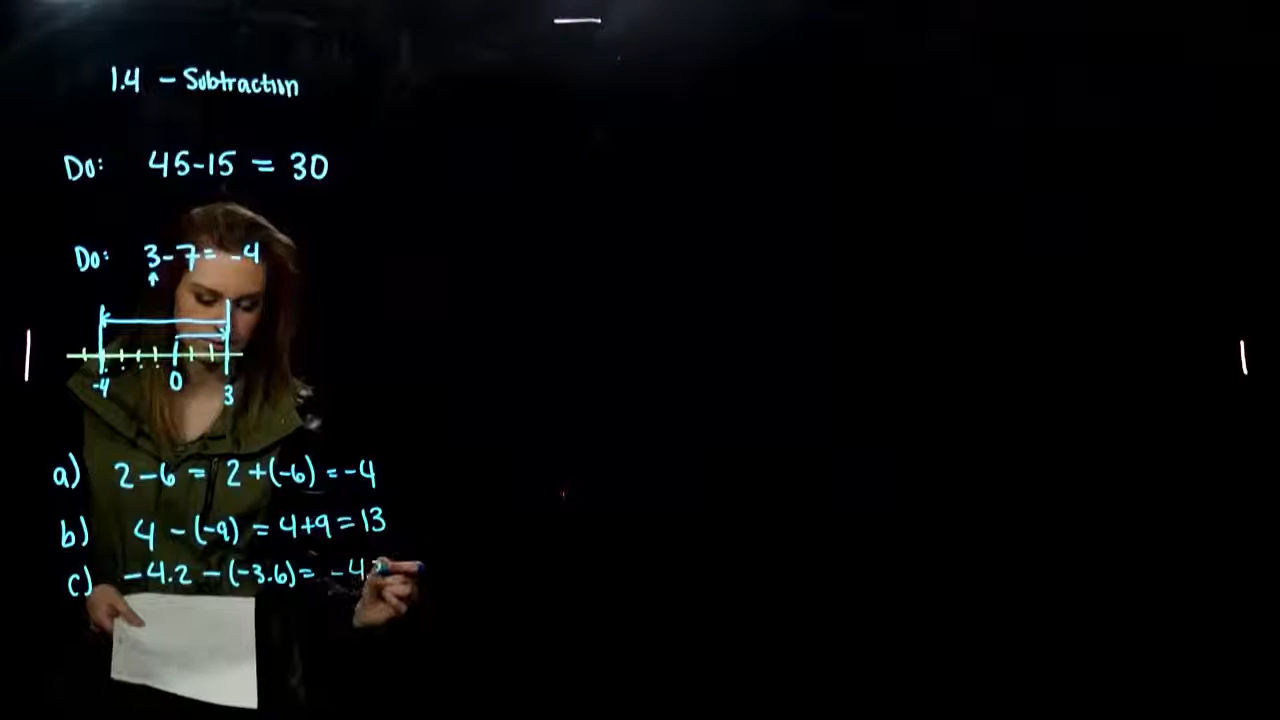 1.4 - Subtraction
Do: 45-15 = 30
Do: 3-7= -4
-4 0 3
a) 2-6 = 2+(-6) = -4
b) 4 - (-9) = 4+9 = 13
c) -4.2 - (-3.6) = -4.